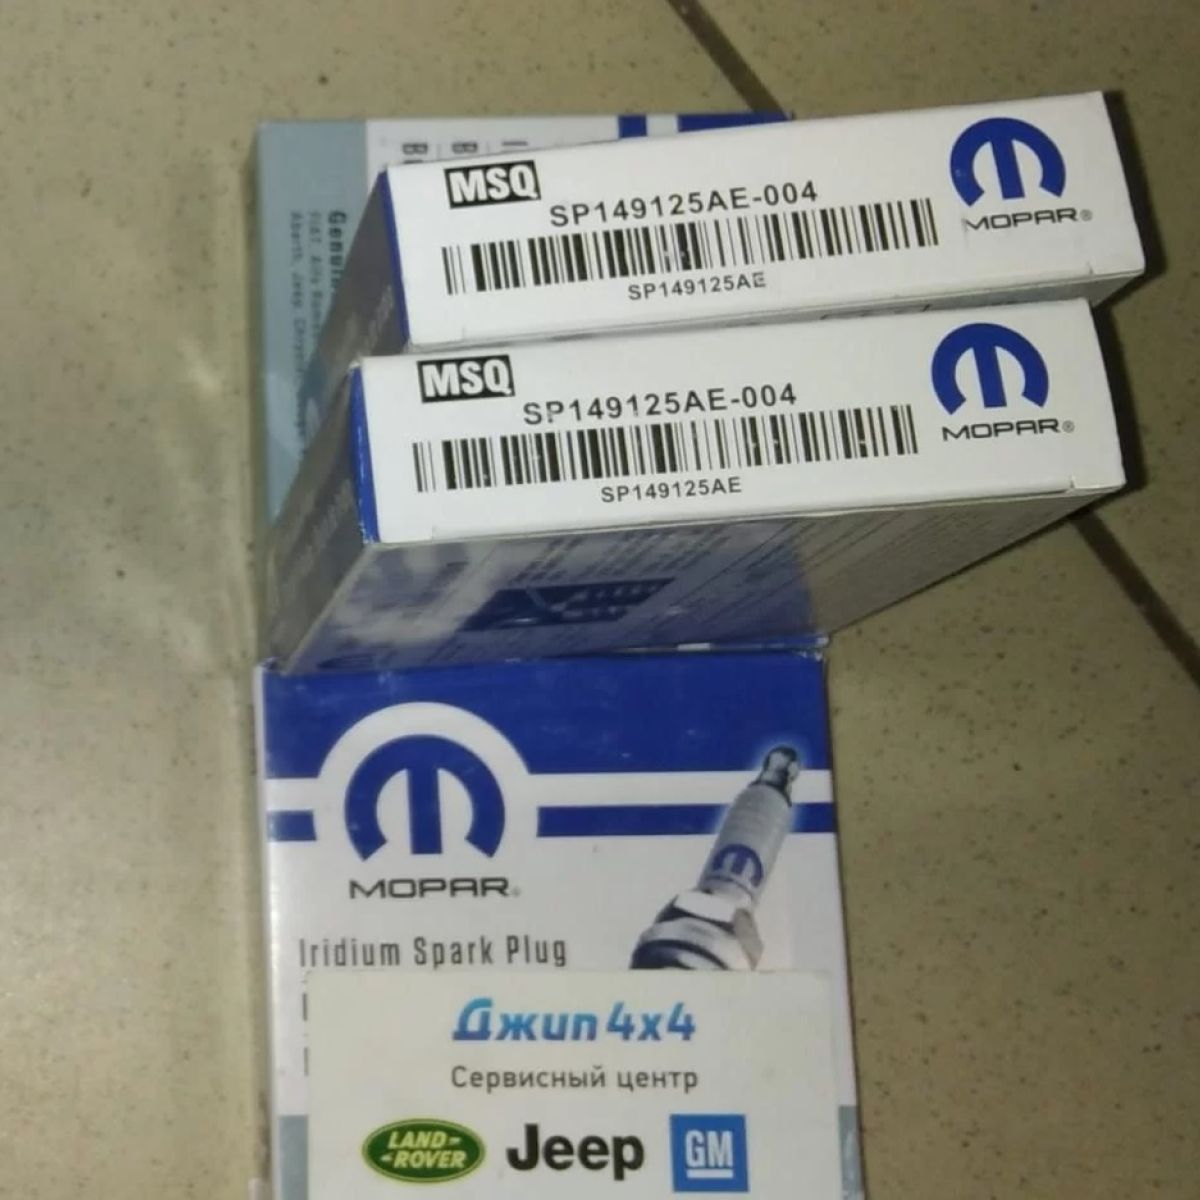 MSQ
SP149125AE-004
SP149125AE
MOPAR®
MSQ
SP149125AE-004
SP149125AE
MOPAR®
MOPAR®
Iridium Spark Plug
Джип 4x4
Сервисный центр
LAND-
-ROVER
Jeep
GM